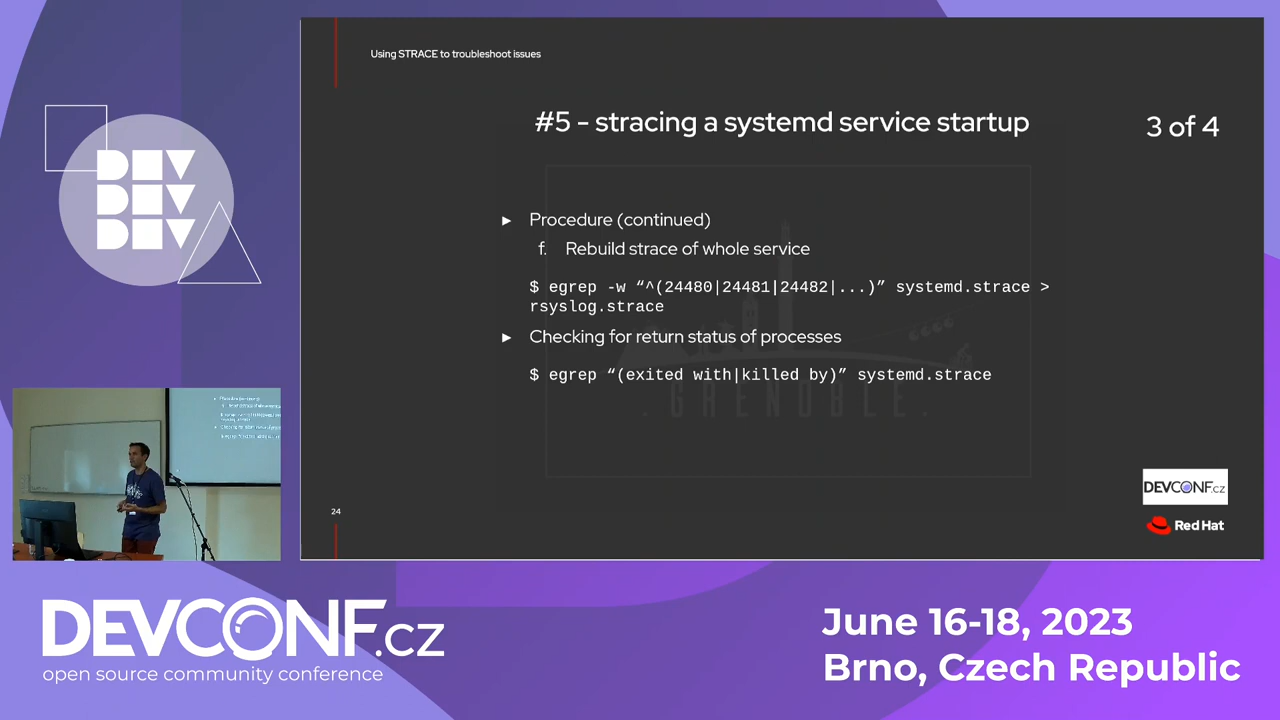 Using STRACE to troubleshoot issues
#5 - stracing a systemd service startup
3 of 4
► Procedure (continued)
f. Rebuild strace of whole service
$ egrep -w “^(24480|24481|24482|...)” systemd.strace >
rsyslog.strace
► Checking for return status of processes
$ egrep “(exited with|killed by)” systemd.strace
.GRENOBLE
24
DEVCONF.cz
Red Hat
DEV
DEV
DEV
DEVCONF.cz
open source community conference
June 16-18, 2023
Brno, Czech Republic